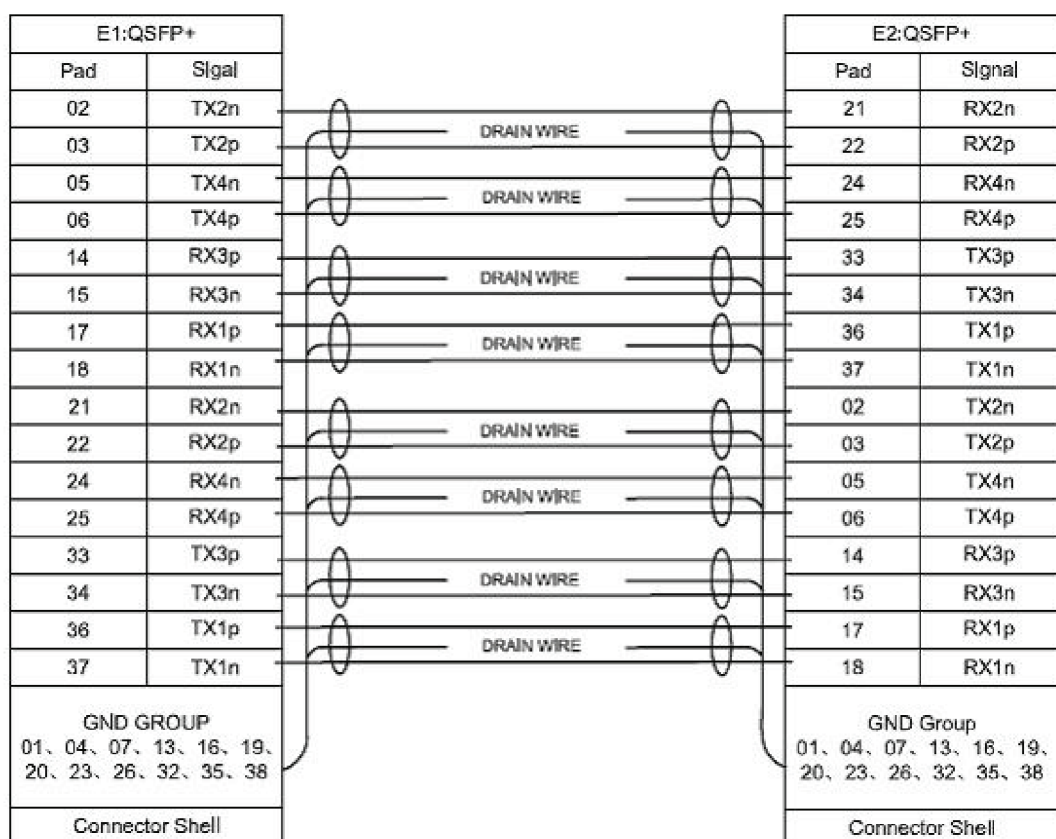 E1:QSFP+ E2:QSFP+
Pad Sigal Pad Signal
02 TX2n 21 RX2n
DRAIN WIRE
03 TX2p 22 RX2p
05 TX4n 24 RX4n
DRAIN WIRE
06 TX4p 25 RX4p
14 RX3p 33 TX3p
DRAIN WIRE
15 RX3n 34 TX3n
17 RX1p 36 TX1p
DRAIN WIRE
18 RX1n 37 TX1n
21 RX2n 02 TX2n
DRAIN WIRE
22 RX2p 03 TX2p
24 RX4n 05 TX4n
DRAIN WIRE
25 RX4p 06 TX4p
33 TX3p 14 RX3p
DRAIN WIRE
34 TX3n 15 RX3n
36 TX1p 17 RX1p
DRAIN WIRE
37 TX1n 18 RX1n
GND GROUP GND Group
01、04、07、13、16、19、 01、04、07、13、16、19、
20、23、26、32、35、38 20、23、26、32、35、38
Connector Shell Connector Shell